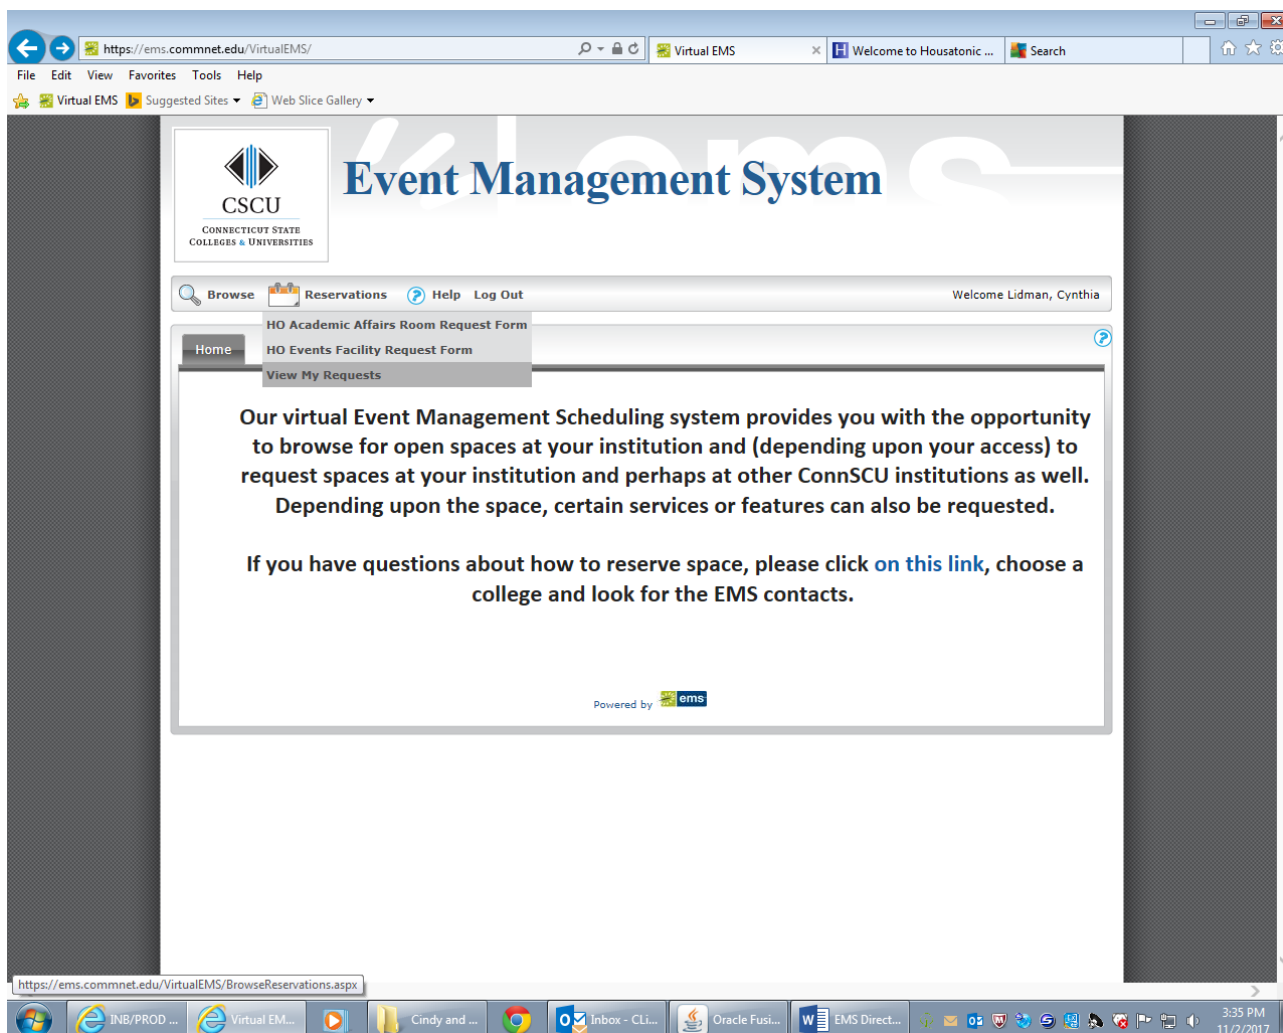 https://ems.commnet.edu/VirtualEMS/
Virtual EMS
Welcome to Housatonic ...
Search
File Edit View Favorites Tools Help
Virtual EMS Suggested Sites Web Slice Gallery
ems
CSCU
CONNECTICUT STATE
COLLEGES & UNIVERSITIES
Event Management System
Browse Reservations Help Log Out
Welcome Lidman, Cynthia
HO Academic Affairs Room Request Form
Home
HO Events Facility Request Form
View My Requests
Our virtual Event Management Scheduling system provides you with the opportunity
to browse for open spaces at your institution and (depending upon your access) to
request spaces at your institution and perhaps at other ConnSCU institutions as well.
Depending upon the space, certain services or features can also be requested.
If you have questions about how to reserve space, please click on this link, choose a
college and look for the EMS contacts.
Powered by ems
https://ems.commnet.edu/VirtualEMS/BrowseReservations.aspx
INB/PROD ...
Virtual EM...
Cindy and ...
Inbox - CLi...
Oracle Fusi...
EMS Direct...
3:35 PM